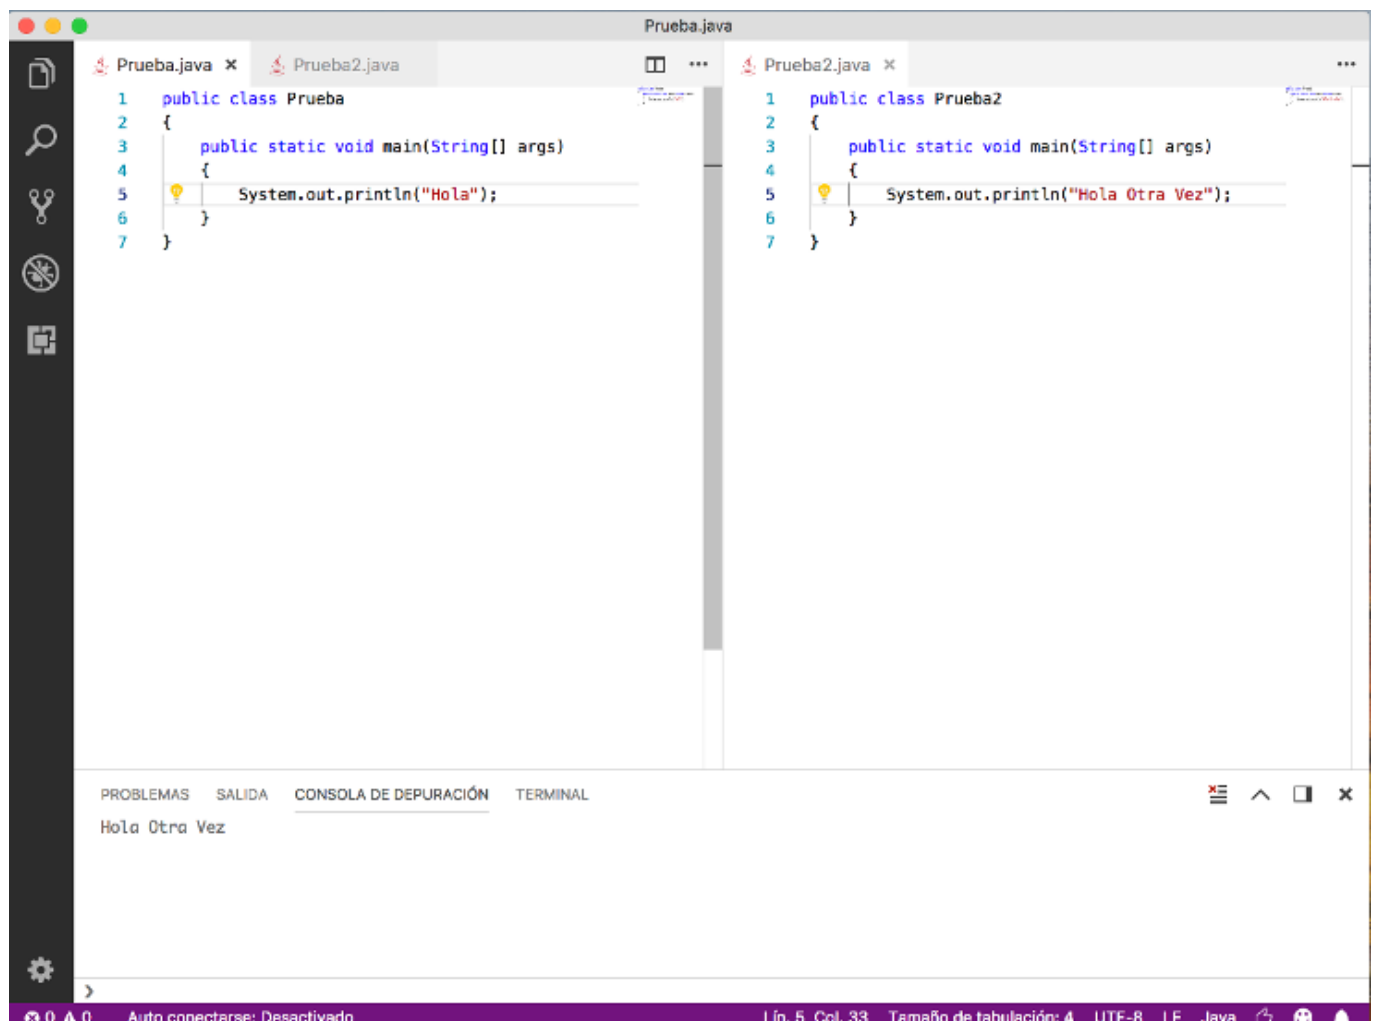 Prueba.java
Prueba.java
Prueba2.java
1 public class Prueba
2 {
3     public static void main(String[] args)
4     {
5         System.out.println("Hola");
6     }
7 }
Prueba2.java
1 public class Prueba2
2 {
3     public static void main(String[] args)
4     {
5         System.out.println("Hola Otra Vez");
6     }
7 }
PROBLEMAS SALIDA CONSOLA DE DEPURACIÓN TERMINAL
Hola Otra Vez
0 0 Auto conectarse: Desactivado Lín. 5, Col. 33 Tamaño de tabulación: 4 UTF-8 LF Java